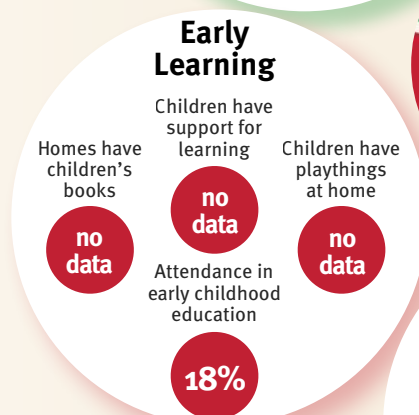 Early
Learning
Children have
support for
learning
no
data
Homes have
children's
books
no
data
Children have
playthings
at home
no
data
Attendance in
early childhood
education
18%